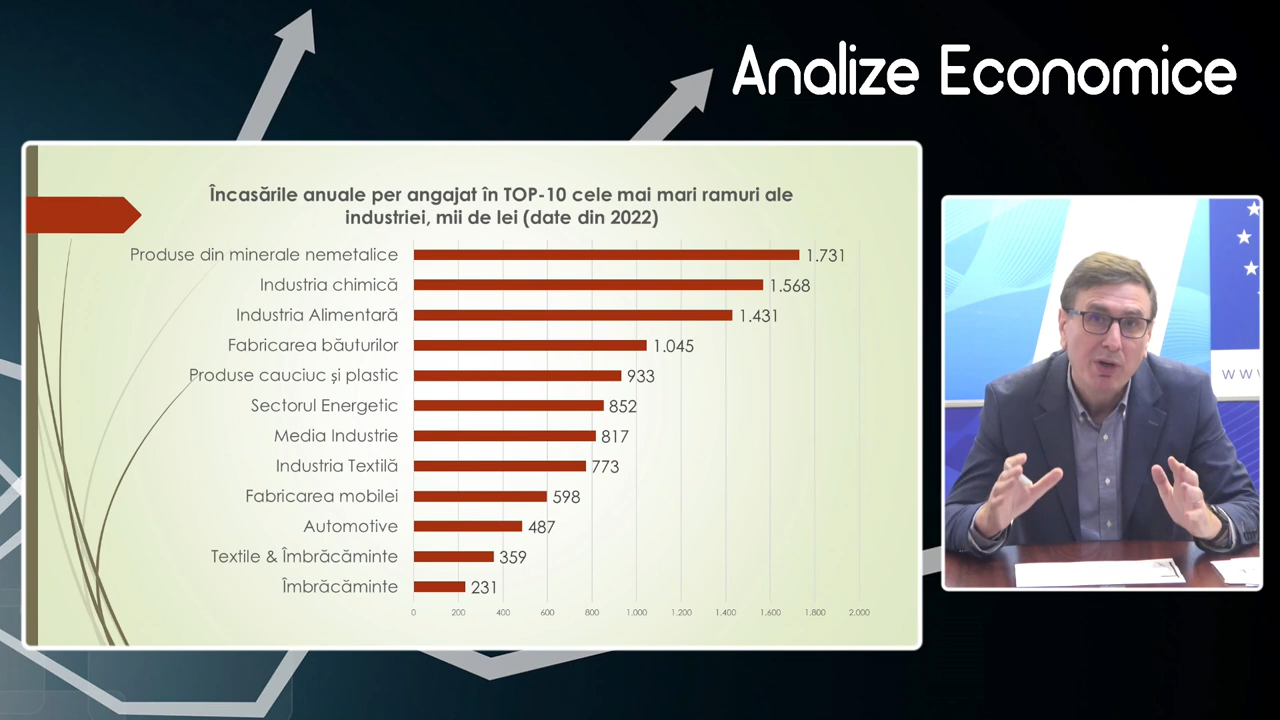 Analize Economice
Încasările anuale per angajat în TOP-10 cele mai mari ramuri ale
industriei, mii de lei (date din 2022)
Produse din minerale nemetalice 1.731
Industria chimică 1.568
Industria Alimentară 1.431
Fabricarea băuturilor 1.045
Produse cauciuc și plastic 933
Sectorul Energetic 852
Media Industrie 817
Industria Textilă 773
Fabricarea mobilei 598
Automotive 487
Textile & Îmbrăcăminte 359
Îmbrăcăminte 231
0 200 400 600 800 1.000 1.200 1.400 1.600 1.800 2.000
WW